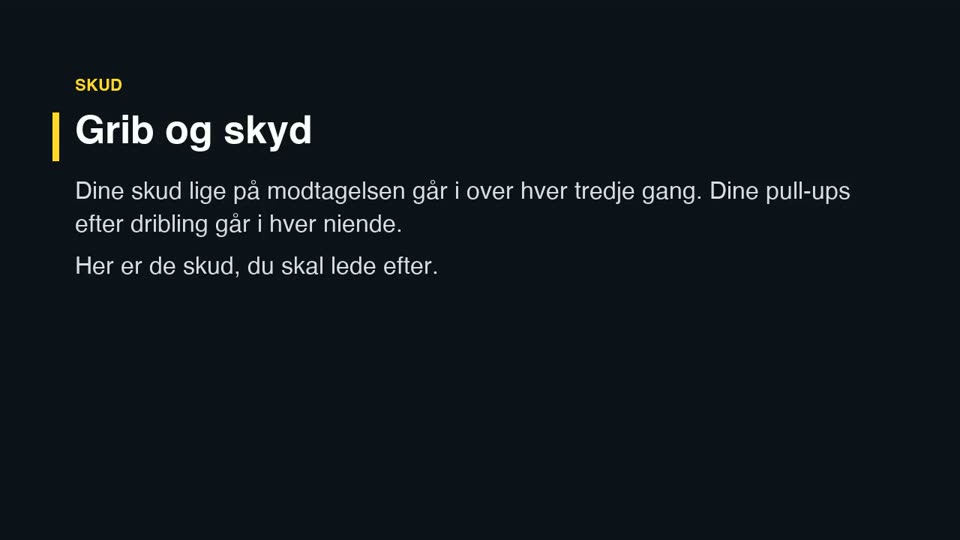 SKUD
Grib og skyd
Dine skud lige på modtagelsen går i over hver tredje gang. Dine pull-ups
efter dribling går i hver niende.
Her er de skud, du skal lede efter.